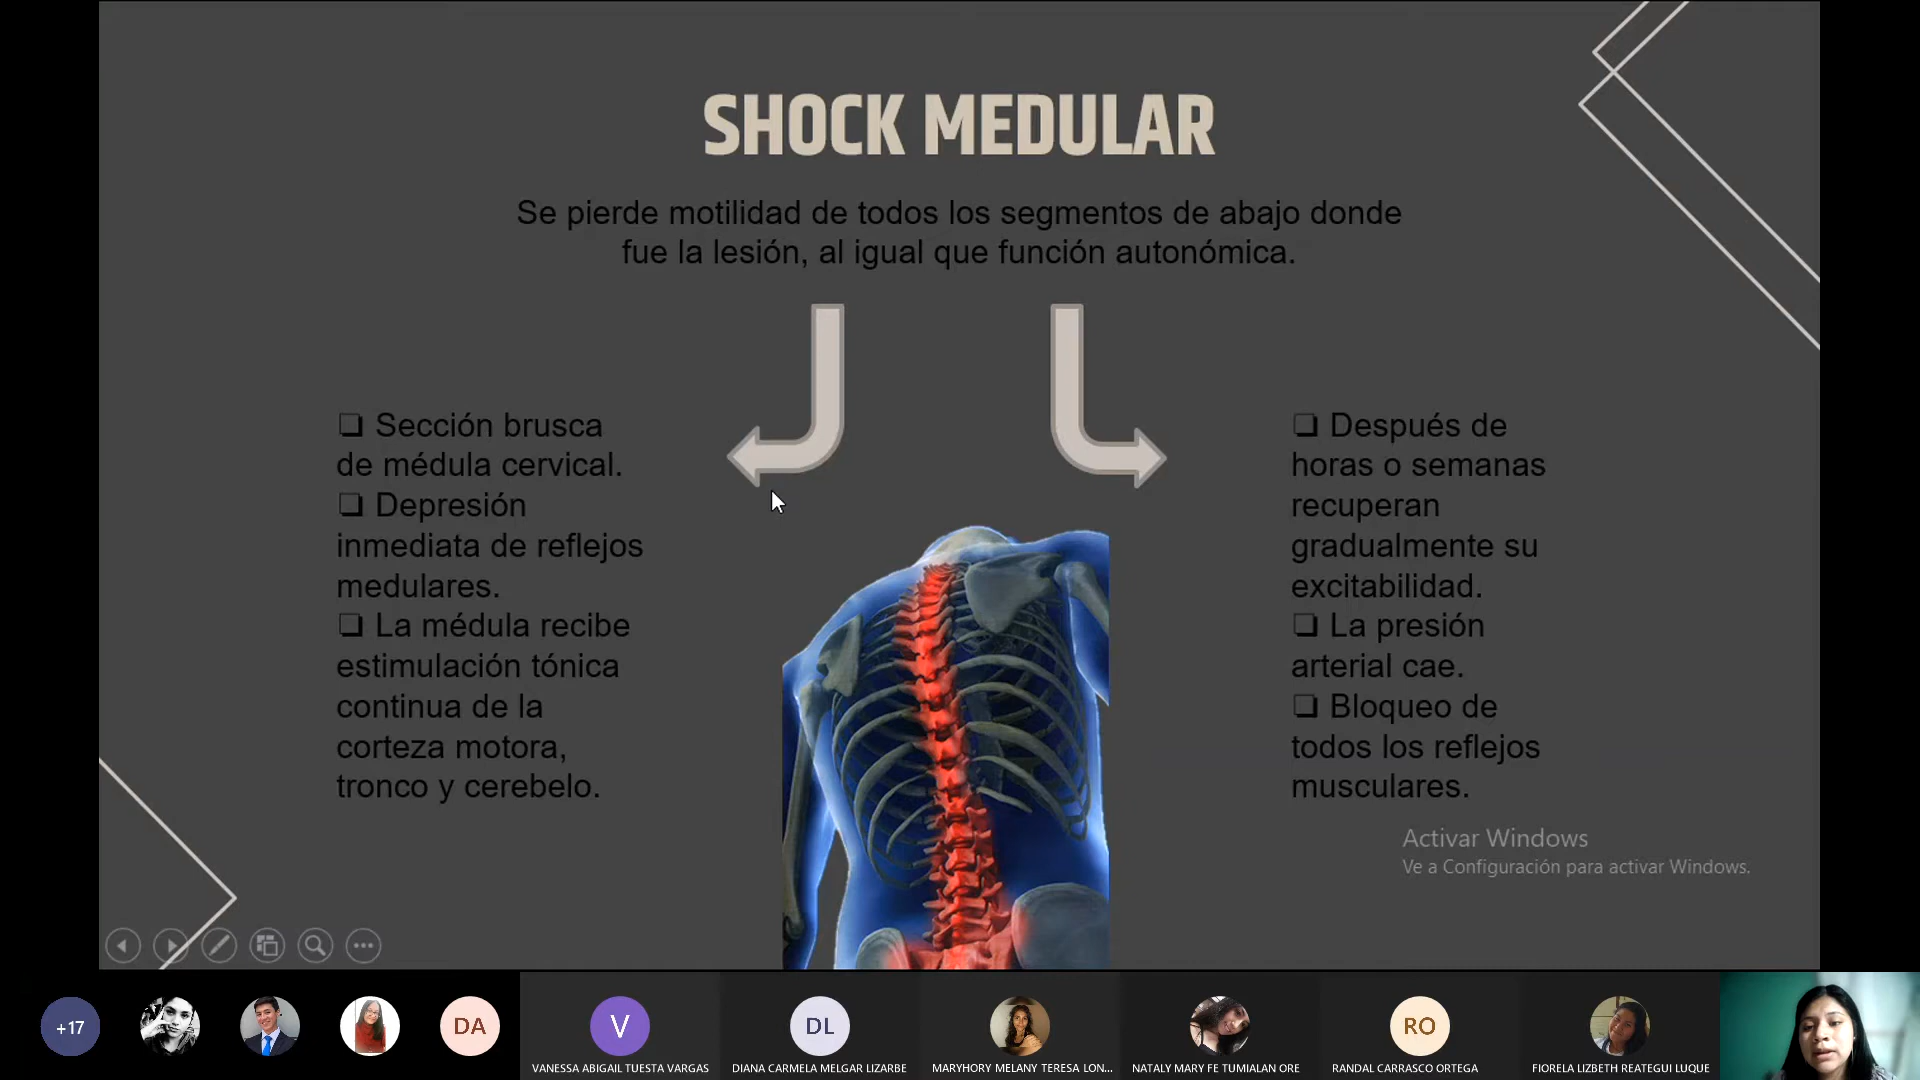 SHOCK MEDULAR
Se pierde motilidad de todos los segmentos de abajo donde
fue la lesión, al igual que función autonómica.
❑ Sección brusca
de médula cervical.
❑ Depresión
inmediata de reflejos
medulares.
❑ La médula recibe
estimulación tónica
continua de la
corteza motora,
tronco y cerebelo.
❑ Después de
horas o semanas
recuperan
gradualmente su
excitabilidad.
❑ La presión
arterial cae.
❑ Bloqueo de
todos los reflejos
musculares.
Activar Windows
Ve a Configuración para activar Windows.
+17
DA
V
VANESSA ABIGAIL TUESTA VARGAS
DL
DIANA CARMELA MELGAR LIZARBE
MARYHORY MELANY TERESA LON...
NATALY MARY FE TUMIALAN ORE
RO
RANDAL CARRASCO ORTEGA
FIORELA LIZBETH REATEGUI LUQUE